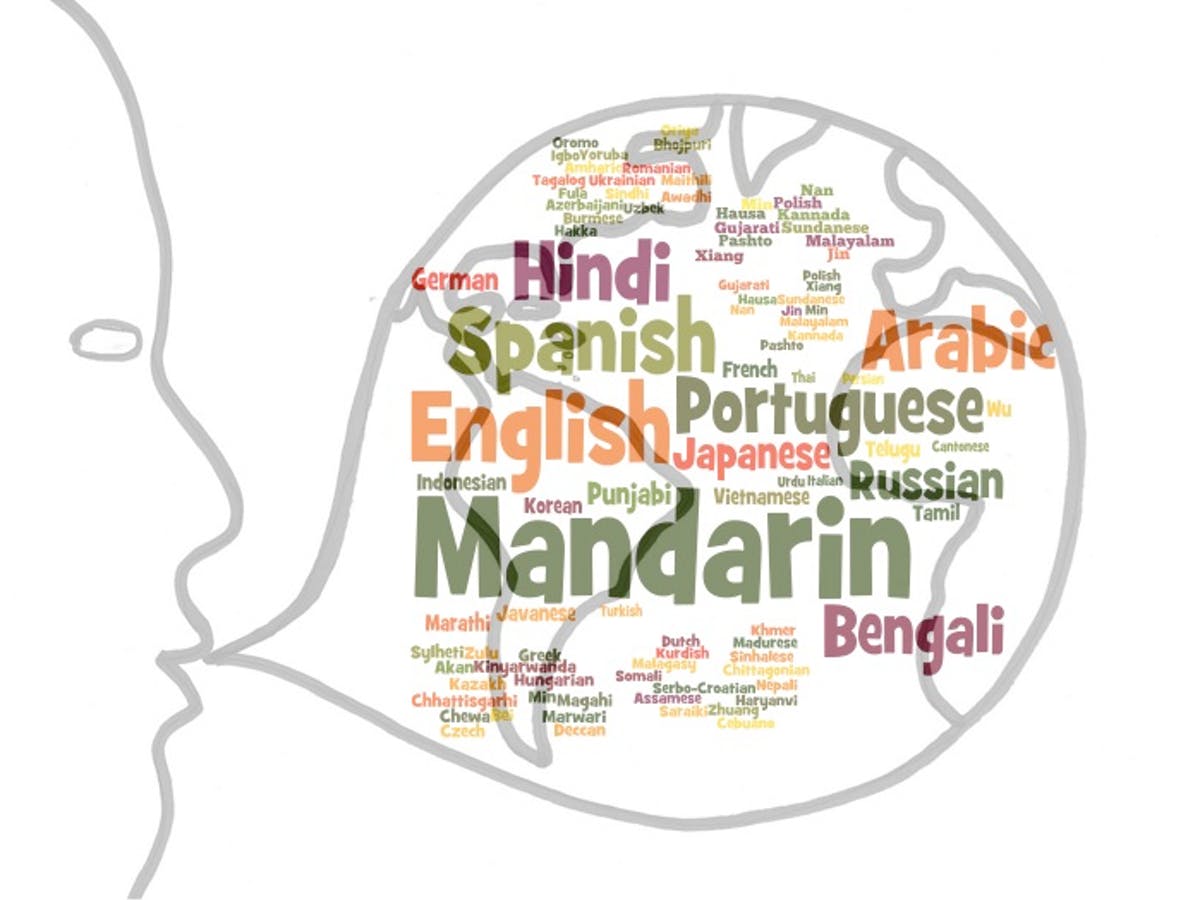 Oriya
Oromo Bhojpuri
Igbo Yoruba
Amharic Romanian
Tagalog Ukrainian Maithili
Fula Sindhi Awadhi
Azerbaijani Uzbek
Burmese
Hakka
Nan
Min Polish
Hausa Kannada
Gujarati Sundanese
Pashto Malayalam
Xiang Jin
German Hindi
Polish
Gujarati Xiang
Hausa Sundanese
Nan Jin Min
Malayalam
Kannada
Pashto
Spanish Arabic
French Thai Persian
English Portuguese Wu
Japanese Telugu Cantonese
Indonesian Urdu Italian Russian
Korean Punjabi Vietnamese Tamil
Mandarin
Marathi Javanese Turkish Bengali
Sylheti Zulu Greek
Akan Kinyarwanda
Kazakh Hungarian
Chhattisgarhi Min Magahi
Chewa Marwari
Czech Deccan
Dutch Khmer
Kurdish Madurese
Malagasy Sinhalese
Somali Chittagonian
Serbo-Croatian Nepali
Assamese Haryanvi
Saraiki Zhuang
Cebuano